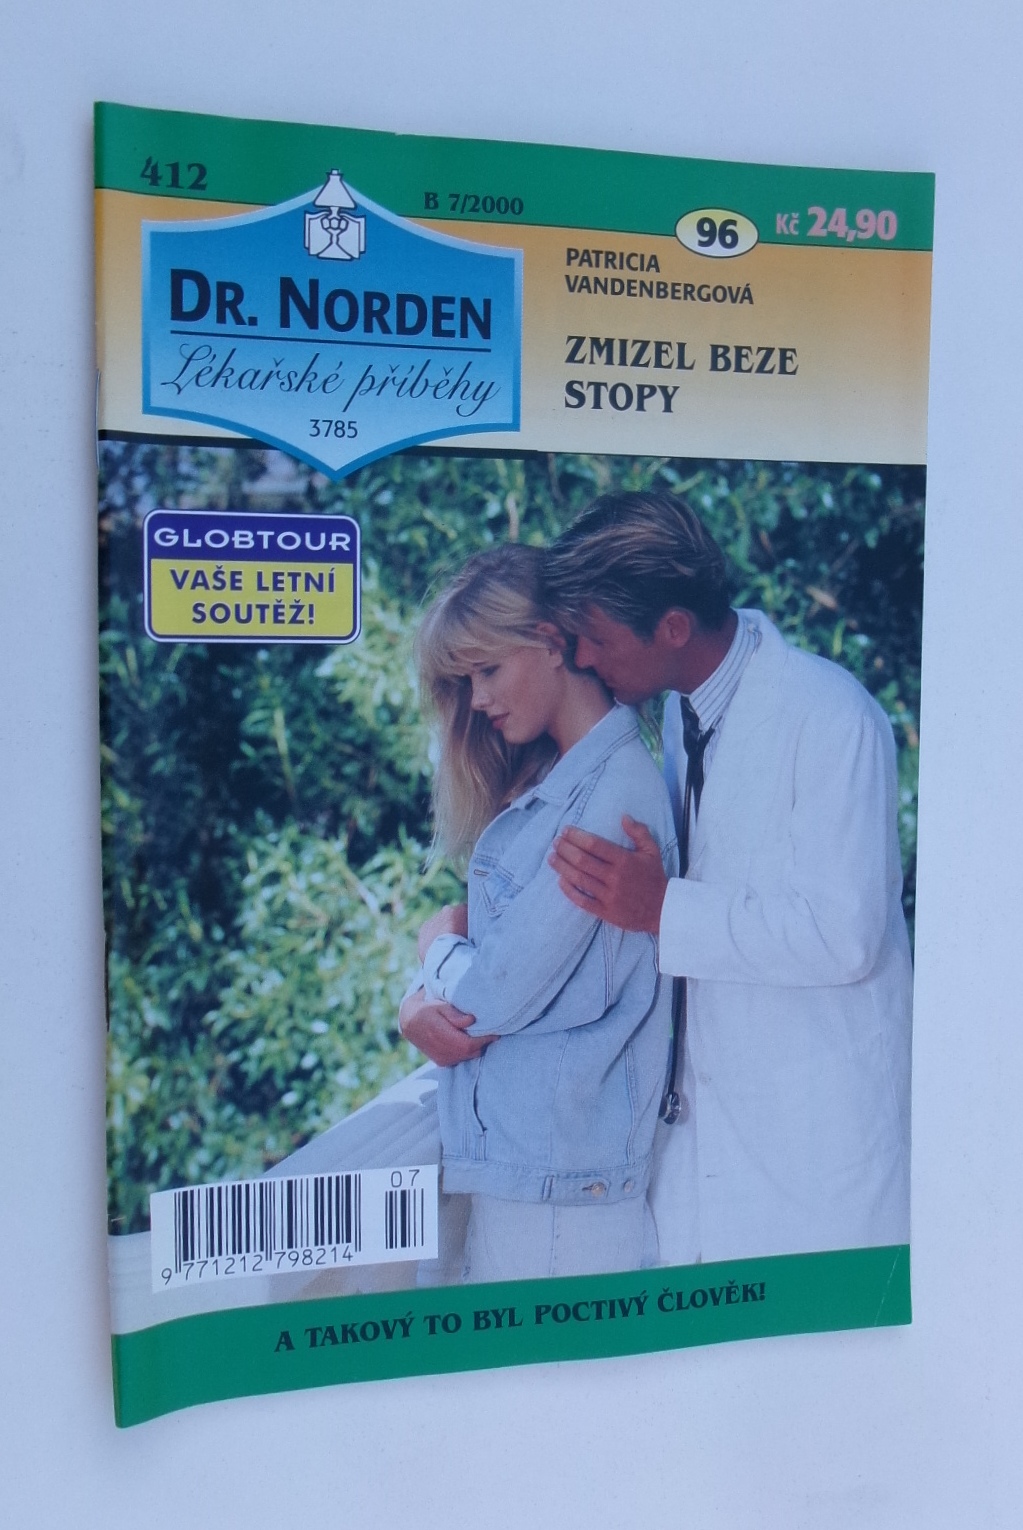 412
B 7/2000
96
Kč 24,90
DR. NORDEN
Lékařské příběhy
3785
PATRICIA
VANDENBERGOVÁ
ZMIZEL BEZE
STOPY
GLOBTOUR
VAŠE LETNÍ
SOUTĚŽ!
07
9 771212 798214
A TAKOVÝ TO BYL POCTIVÝ ČLOVĚK!